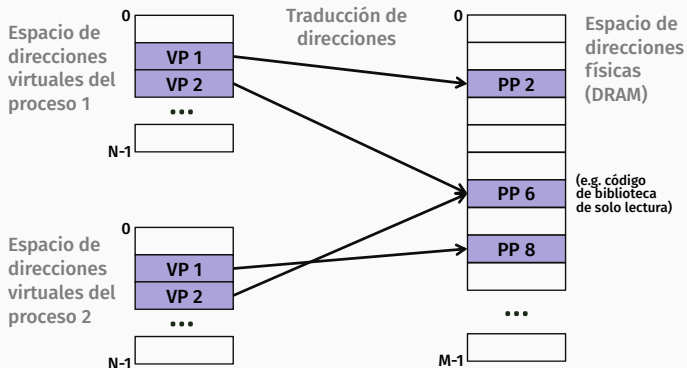 Espacio de
direcciones
virtuales del
proceso 1
0
VP 1
VP 2
...
N-1
Traducción de
direcciones
0
PP 2
PP 6
PP 8
...
M-1
Espacio de
direcciones
físicas
(DRAM)
(e.g. código
de biblioteca
de solo lectura)
Espacio de
direcciones
virtuales del
proceso 2
0
VP 1
VP 2
...
N-1